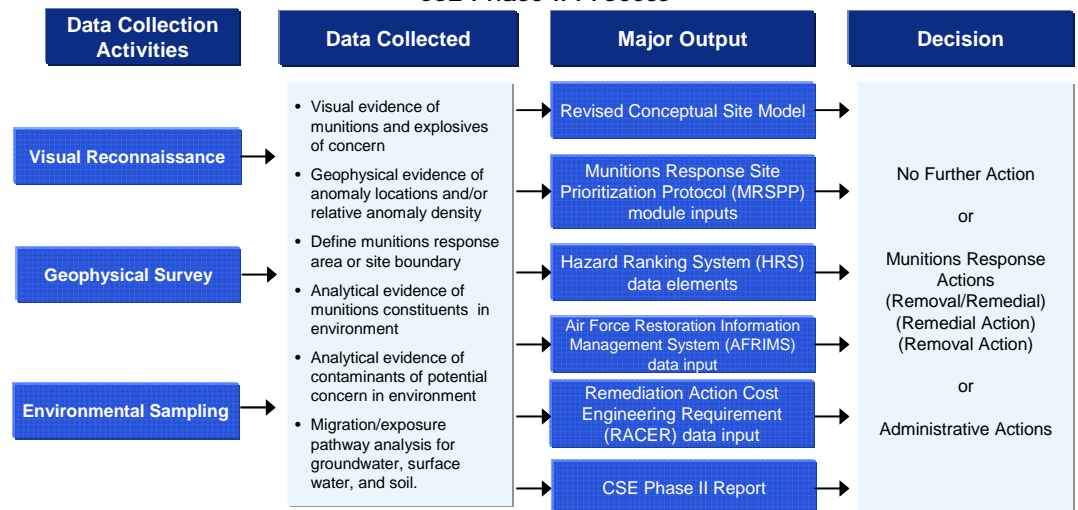 CSE Phase II Process
Data Collection
Activities
Data Collected
Major Output
Decision
Visual Reconnaissance
Geophysical Survey
Environmental Sampling
• Visual evidence of
munitions and explosives
of concern
• Geophysical evidence of
anomaly locations and/or
relative anomaly density
• Define munitions response
area or site boundary
• Analytical evidence of
munitions constituents in
environment
• Analytical evidence of
contaminants of potential
concern in environment
• Migration/exposure
pathway analysis for
groundwater, surface
water, and soil.
Revised Conceptual Site Model
Munitions Response Site
Prioritization Protocol (MRSPP)
module inputs
Hazard Ranking System (HRS)
data elements
Air Force Restoration Information
Management System (AFRIMS)
data input
Remediation Action Cost
Engineering Requirement
(RACER) data input
CSE Phase II Report
No Further Action
or
Munitions Response
Actions
(Removal/Remedial)
(Remedial Action)
(Removal Action)
or
Administrative Actions